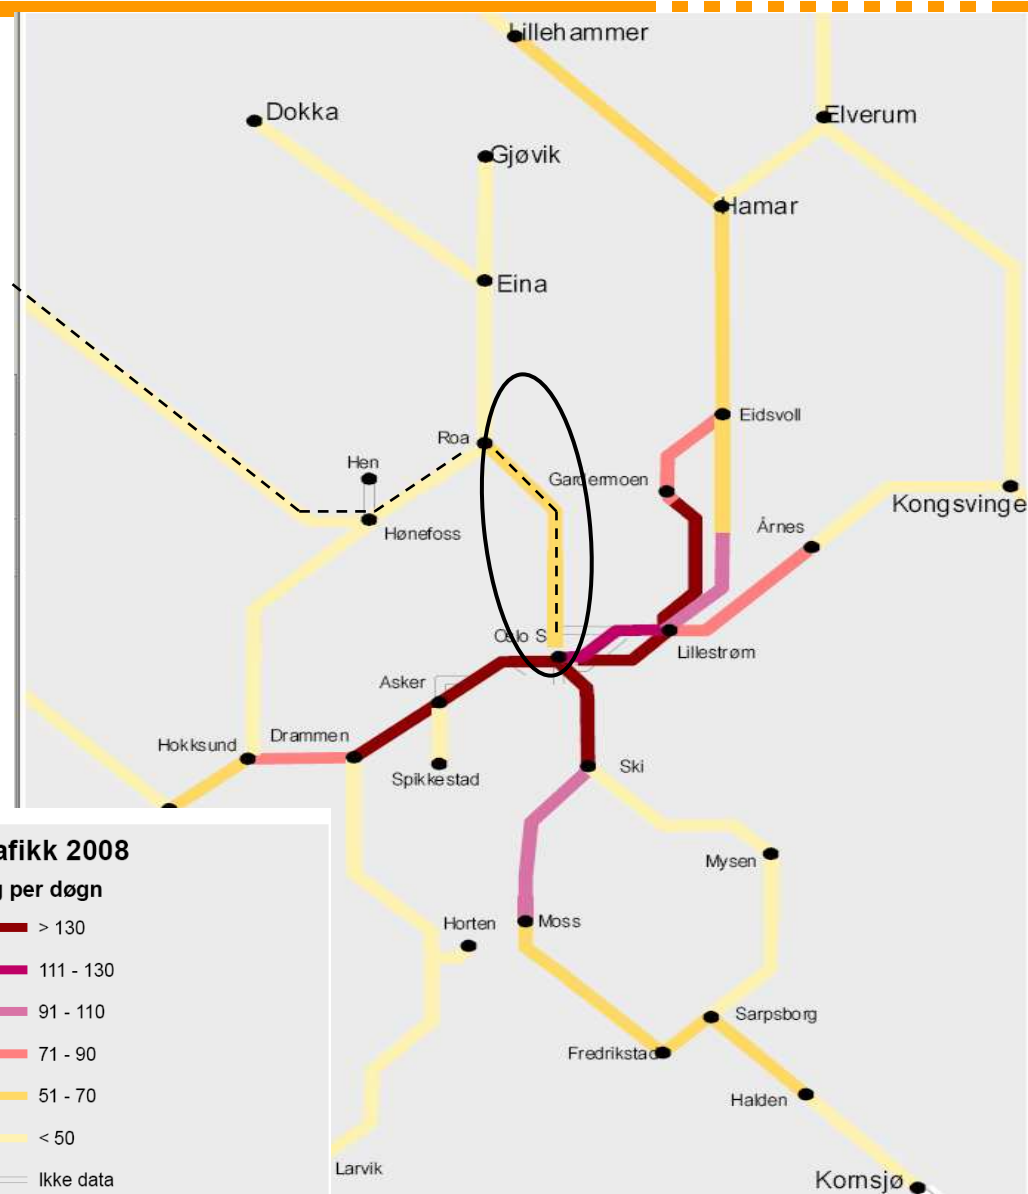 Lillehammer
Dokka
Elverum
Gjøvik
Hamar
Eina
Eidsvoll
Roa
Hen
Gardermoen
Kongsvinge
Årnes
Hønefoss
Oslo S
Lillestrøm
Asker
Drammen
Hokksund
Spikkestad
Ski
Mysen
Horten
Moss
Sarpsborg
Fredrikstad
Halden
Larvik
Kornsjø
afikk 2008
g per døgn
> 130
111 - 130
91 - 110
71 - 90
51 - 70
< 50
Ikke data